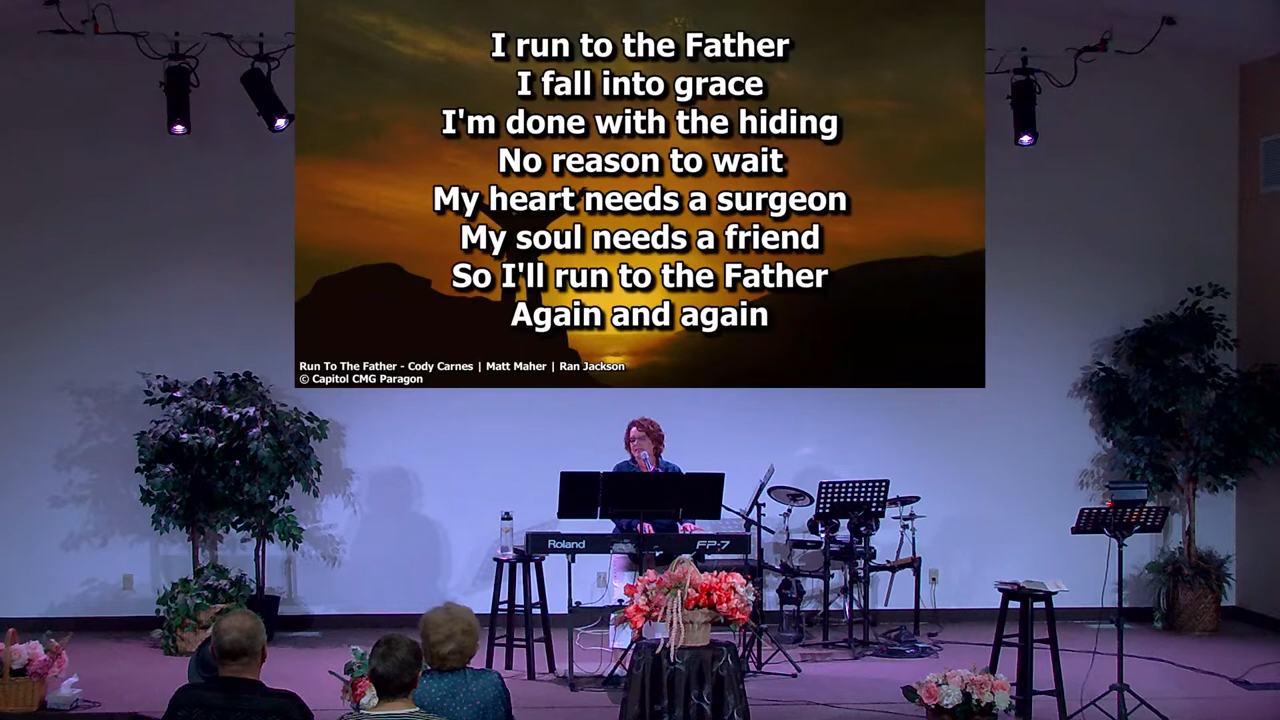 I run to the Father
I fall into grace
I'm done with the hiding
No reason to wait
My heart needs a surgeon
My soul needs a friend
So I'll run to the Father
Again and again
Run To The Father - Cody Carnes | Matt Maher | Ran Jackson
© Capitol CMG Paragon
Roland
FP-7